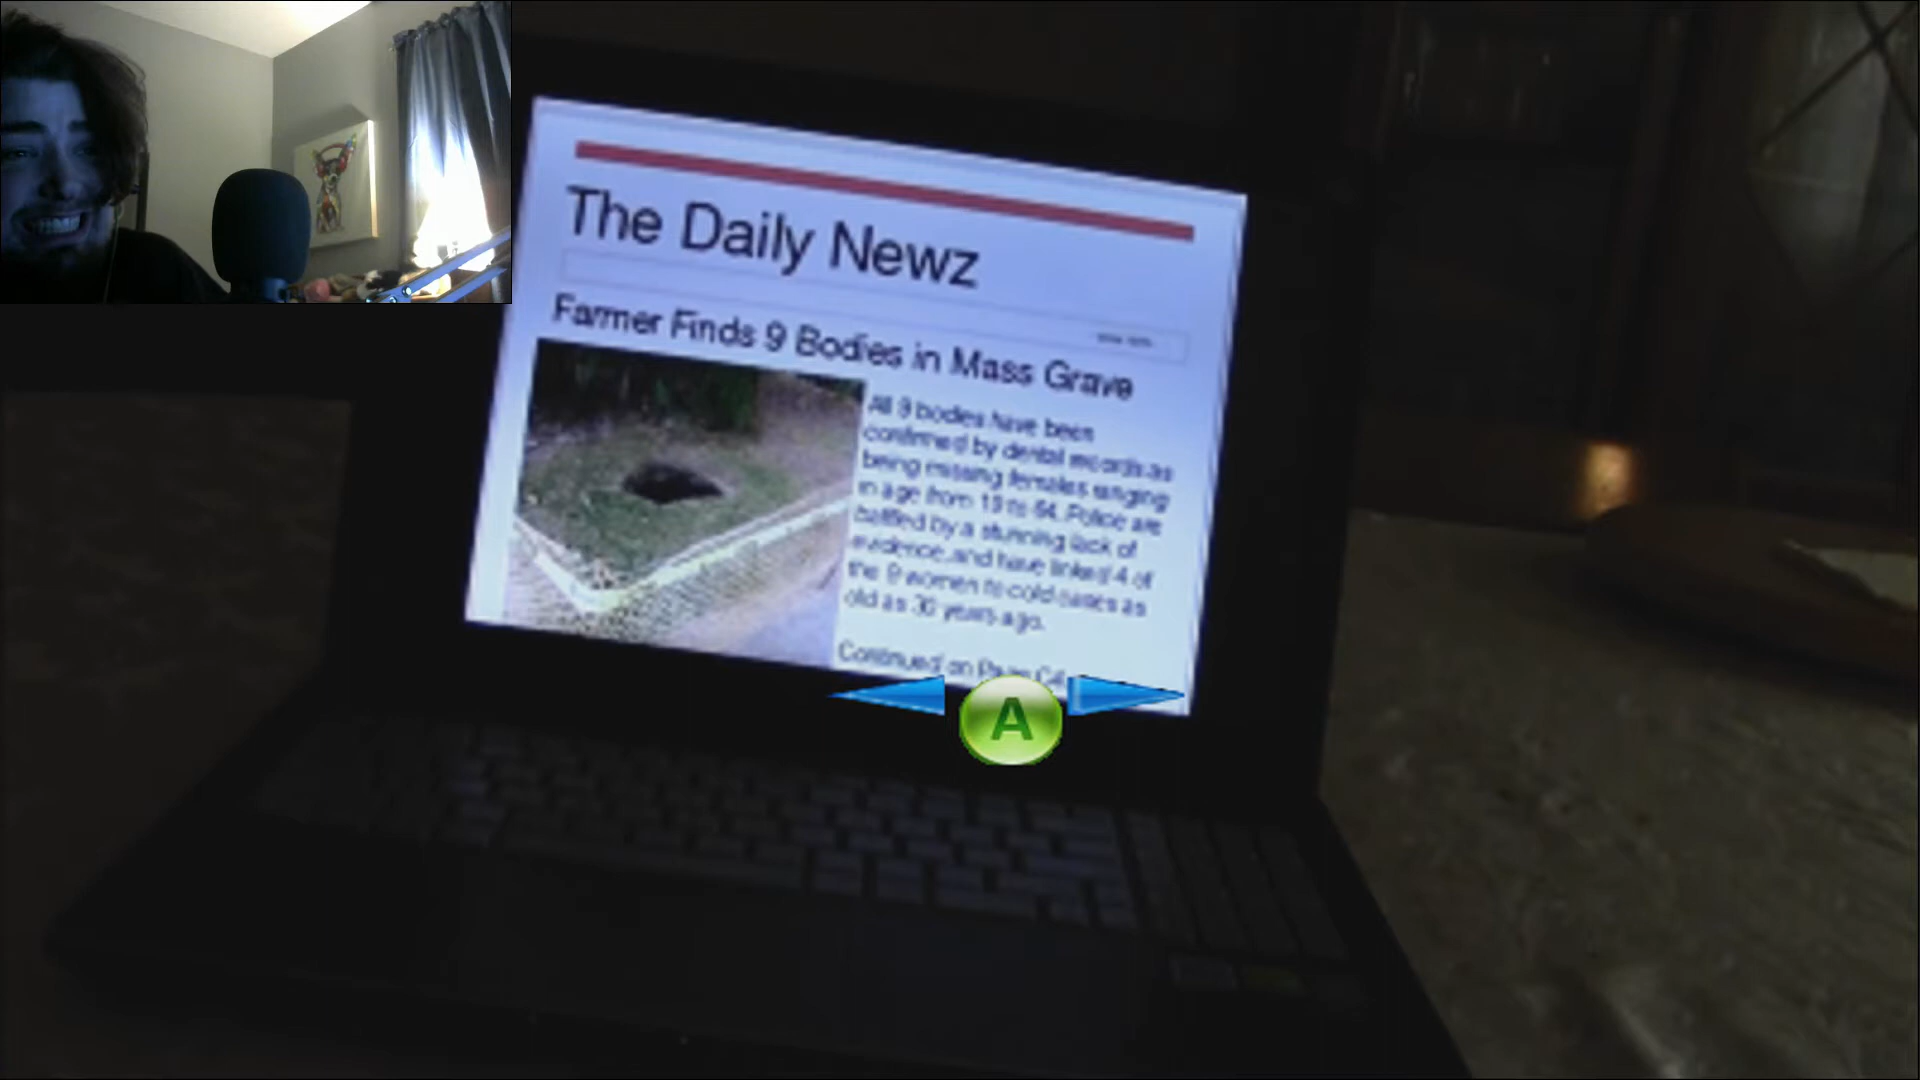 The Daily Newz
Farmer Finds 9 Bodies in Mass Grave
All 9 bodies have been
confirmed by dental records as
being missing females ranging
in age from 19 to 64. Police are
baffled by a stunning lack of
evidence, and have linked 4 of
the 9 women to cold cases as
old as 30 years ago.
Continued on Page C4
A